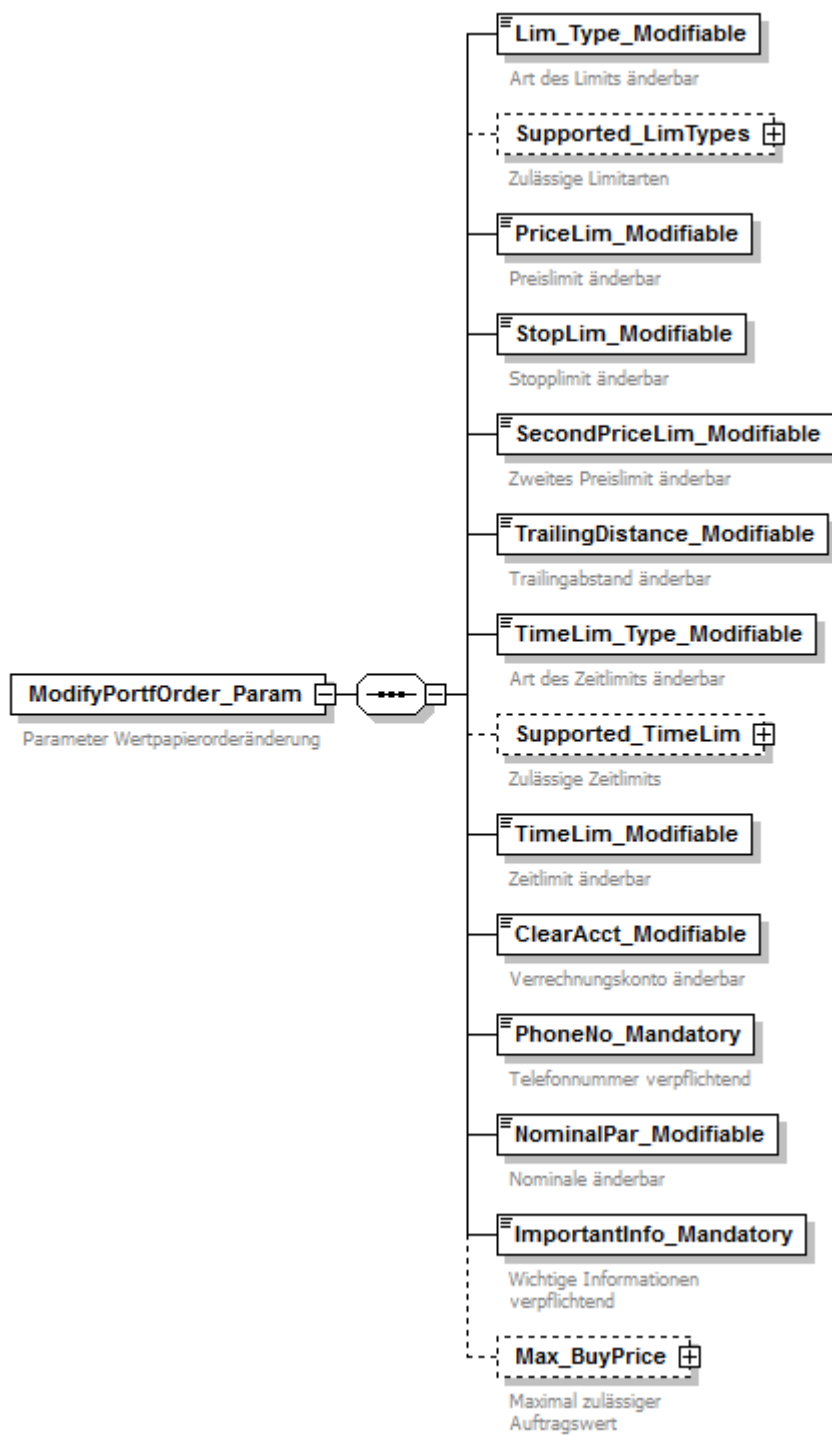 Lim_Type_Modifiable
Art des Limits änderbar
Supported_LimTypes
Zulässige Limitarten
PriceLim_Modifiable
Preislimit änderbar
StopLim_Modifiable
Stopplimit änderbar
SecondPriceLim_Modifiable
Zweites Preislimit änderbar
TrailingDistance_Modifiable
Trailingabstand änderbar
TimeLim_Type_Modifiable
Art des Zeitlimits änderbar
ModifyPortfOrder_Param
Parameter Wertpapierorderänderung
Supported_TimeLim
Zulässige Zeitlimits
TimeLim_Modifiable
Zeitlimit änderbar
ClearAcct_Modifiable
Verrechnungskonto änderbar
PhoneNo_Mandatory
Telefonnummer verpflichtend
NominalPar_Modifiable
Nominale änderbar
ImportantInfo_Mandatory
Wichtige Informationen
verpflichtend
Max_BuyPrice
Maximal zulässiger
Auftragswert